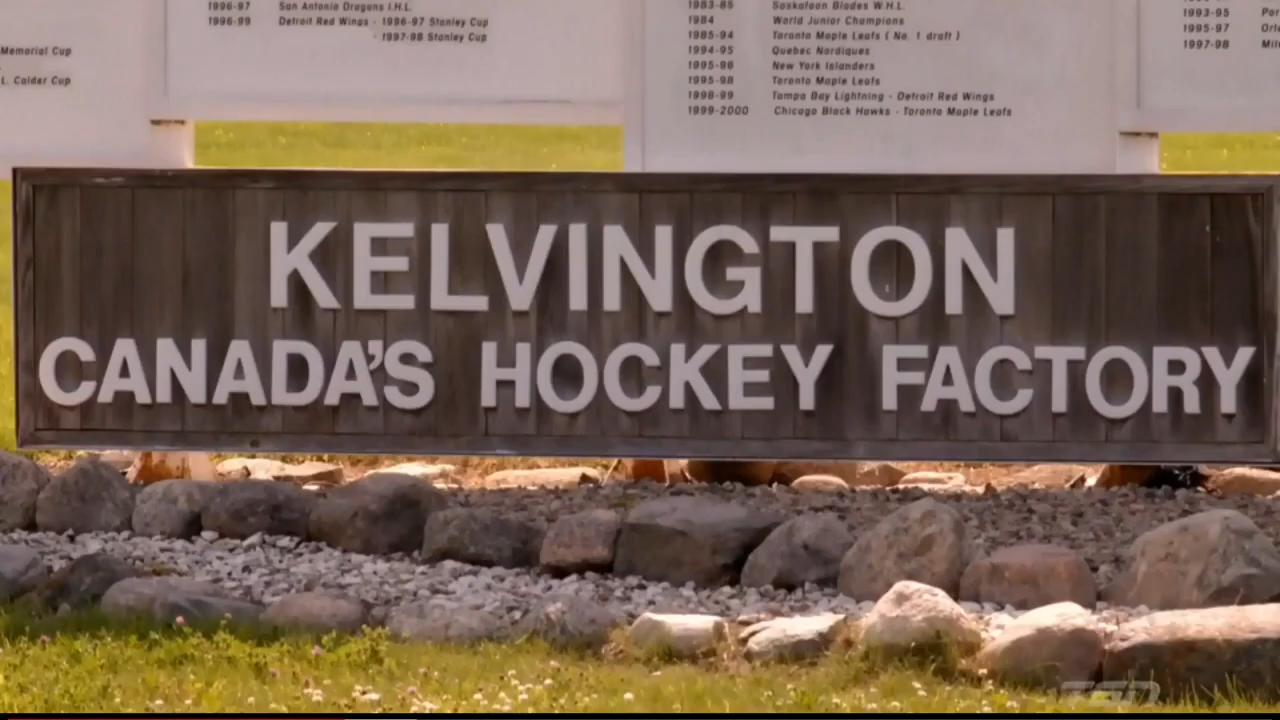 1996-97 San Antonio Dragons I.H.L.
1996-99 Detroit Red Wings - 1996-97 Stanley Cup
- 1997-98 Stanley Cup
Memorial Cup
L. Calder Cup
1983-85 Saskatoon Blades W.H.L.
1984 World Junior Champions
1985-94 Toronto Maple Leafs ( No. 1 draft )
1994-95 Quebec Nordiques
1995-96 New York Islanders
1995-98 Toronto Maple Leafs
1998-99 Tampa Bay Lightning - Detroit Red Wings
1999-2000 Chicago Black Hawks - Toronto Maple Leafs
1993-95 Por
1995-97 Orl
1997-98
KELVINGTON
CANADA'S HOCKEY FACTORY
TSN